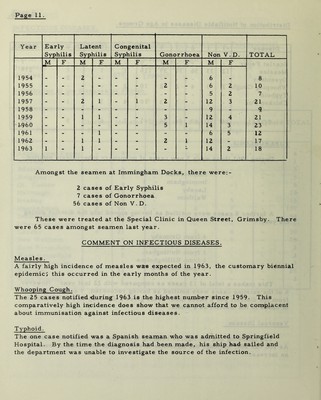 Page 11.
Year Early Syphilis Latent Syphilis Congenital Syphilis Gonorrhoea Non V.D. TOTAL
M F M F M F M F M F
1954 - - 2 - - - - - 6 - 8
1955 - - - - - - 2 - 6 2 10
1956 - - - - - - - - 5 2 7
1957 - - 2 1 - 1 2 - 12 3 21
1958 - - - - - - - - 9 - 9
1959 - - 1 1 - - 3 - 12 4 21
1960 - - - - - - 5 1 14 3 23
1961 - - - 1 - - - - 6 5 12
1962 - - 1 1 - - 2 1 12 - 17
1963 1 - 1 - - - - - 14 2 18
Amongst the seamen at Immingham Docks, there were:-
2 cases of Early Syphilis
7 cases of Gonorrhoea
56 cases of Non V.D.
These were treated at the Special Clinic in Queen Street, Grimsby. There
were 65 cases amongst seamen last year.
COMMENT ON INFECTIOUS DISEASES.
Measles.
A fairly high incidence of measles was expected in 1963, the customary biennial
epidemic; this occurred in the early months of the year.
Whooping Cough.
The 25 cases notified during 1963 is the highest number since 1959. This
comparatively high incidence does show that we cannot afford to be complacent
about immunisation against infectious diseases.
Typhoid.
The one case notified was a Spanish seaman who was admitted to Springfield
Hospital. By the time the diagnosis had been made, his ship had sailed and
the department was unable to investigate the source of the infection.